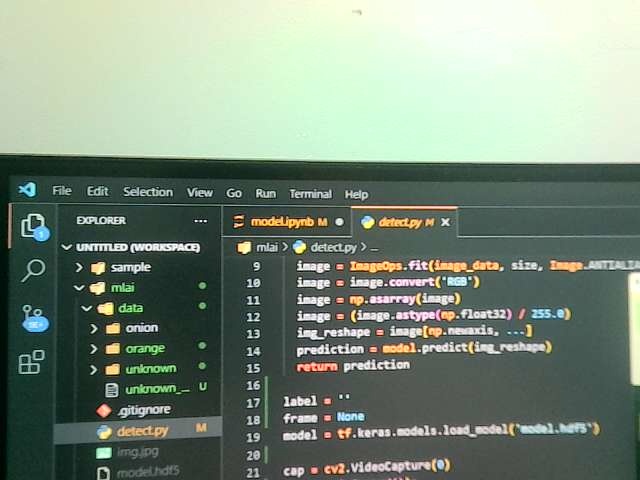 File Edit Selection View Go Run Terminal Help
EXPLORER ...
model.ipynb M
detect.py M
UNTITLED (WORKSPACE)
sample
mlai
data
onion
orange
unknown
unknown_... U
.gitignore
detect.py M
img.jpg
model.hdf5
mlai > detect.py > ...
9 image = ImageOps.fit(image_data, size, Image.ANTIALIA
10 image = image.convert('RGB')
11 image = np.asarray(image)
12 image = (image.astype(np.float32) / 255.0)
13 img_reshape = image[np.newaxis, ...]
14 prediction = model.predict(img_reshape)
15 return prediction
16
17 label = ''
18 frame = None
19 model = tf.keras.models.load_model("model.hdf5")
20
21 cap = cv2.VideoCapture(0)